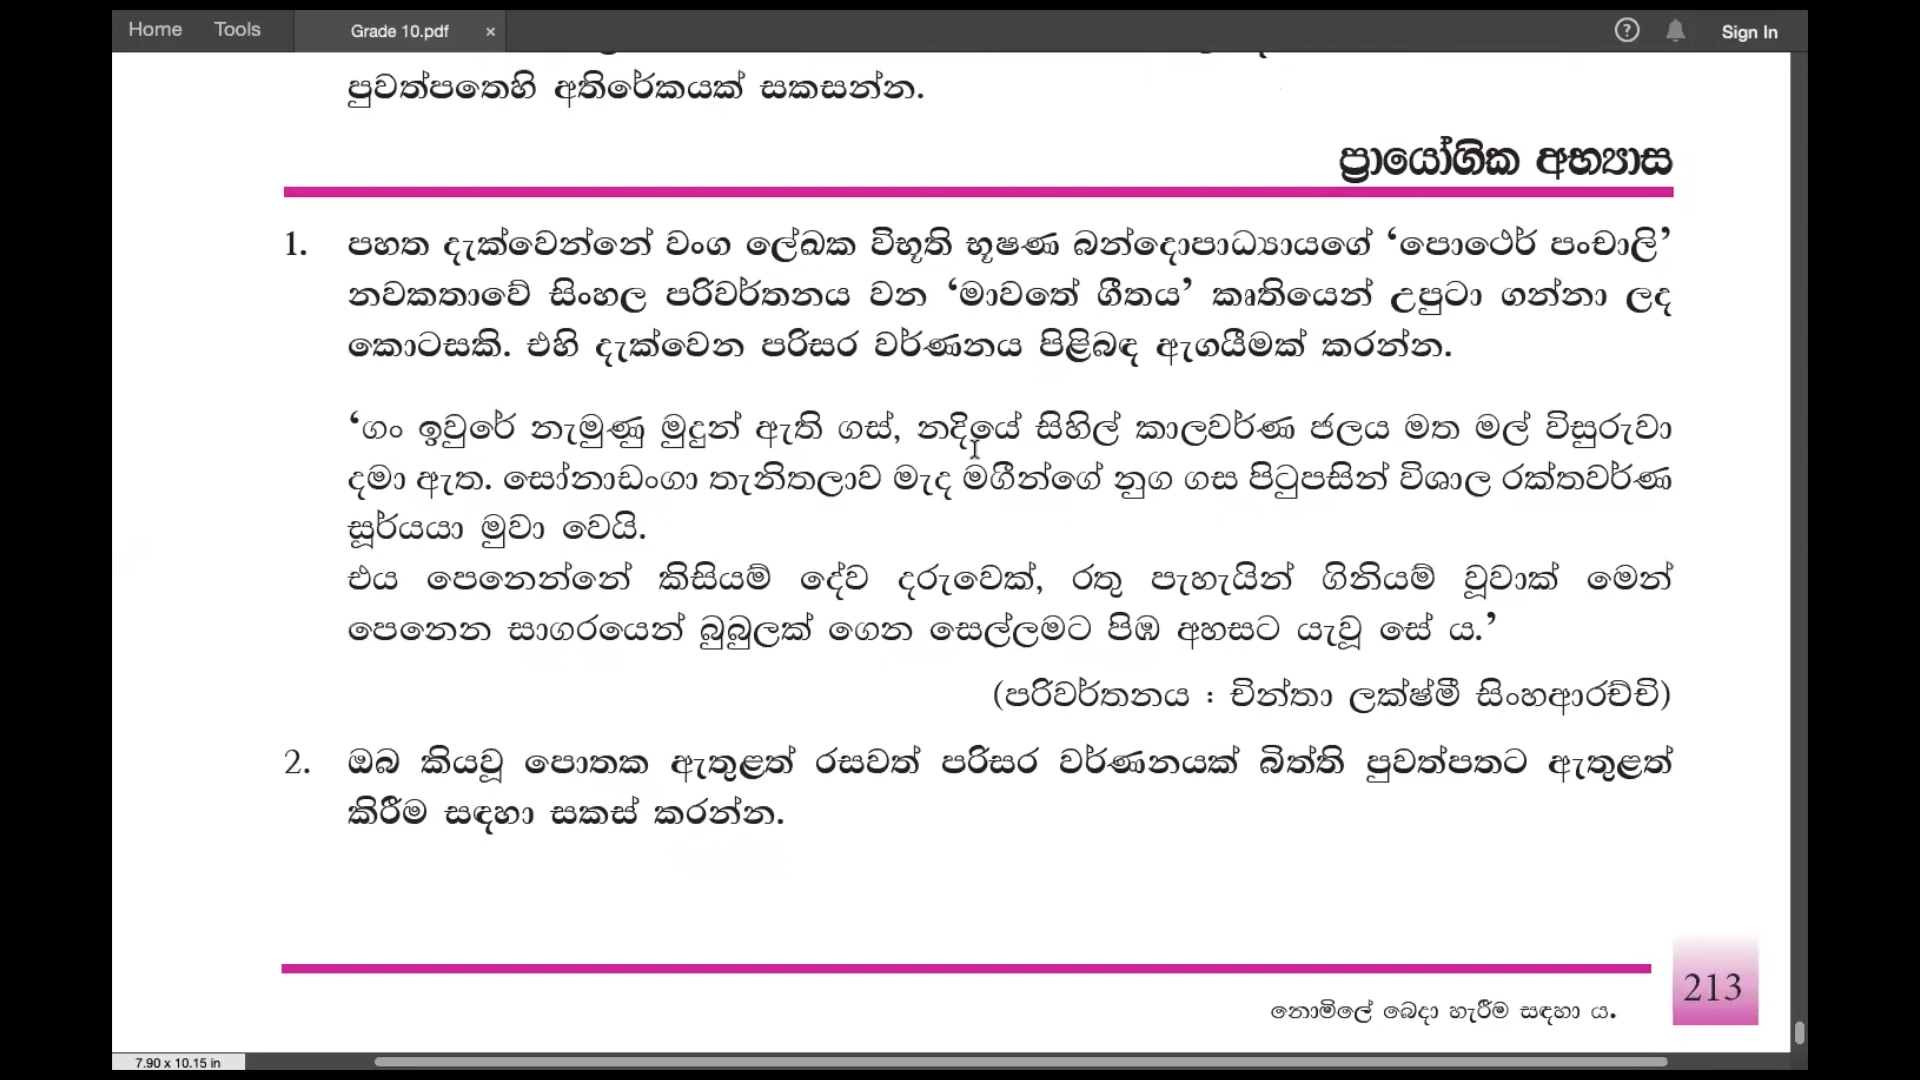 Home Tools Grade 10.pdf × ? Sign In
පුවත්පතෙහි අතිරේකයක් සකසන්න.
ප්‍රායෝගික අභ්‍යාස
1. පහත දැක්වෙන්නේ වංග ලේඛක විභූති භූෂණ බන්දොපාධ්‍යායගේ ‘පොථෙර් පංචාලි’
නවකතාවේ සිංහල පරිවර්තනය වන ‘මාවතේ ගීතය’ කෘතියෙන් උපුටා ගන්නා ලද
කොටසකි. එහි දැක්වෙන පරිසර වර්ණනය පිළිබඳ ඇගයීමක් කරන්න.
‘ගං ඉවුරේ නැමුණු මුදුන් ඇති ගස්, නදියේ සිහිල් කාලවර්ණ ජලය මත මල් විසුරුවා
දමා ඇත. සෝනාඩංගා තැනිතලාව මැද මගීන්ගේ නුග ගස පිටුපසින් විශාල රක්තවර්ණ
සූර්යයා මුවා වෙයි.
එය පෙනෙන්නේ කිසියම් දේව දරුවෙක්, රතු පැහැයින් ගිනියම් වූවාක් මෙන්
පෙනෙන සාගරයෙන් බුබුලක් ගෙන සෙල්ලමට පිඹ අහසට යැවූ සේ ය.’
(පරිවර්තනය : චින්තා ලක්ෂ්මී සිංහආරච්චි)
2. ඔබ කියවූ පොතක ඇතුළත් රසවත් පරිසර වර්ණනයක් බිත්ති පුවත්පතට ඇතුළත්
කිරීම සඳහා සකස් කරන්න.
213
නොමිලේ බෙදා හැරීම සඳහා ය.
7.90 x 10.15 in